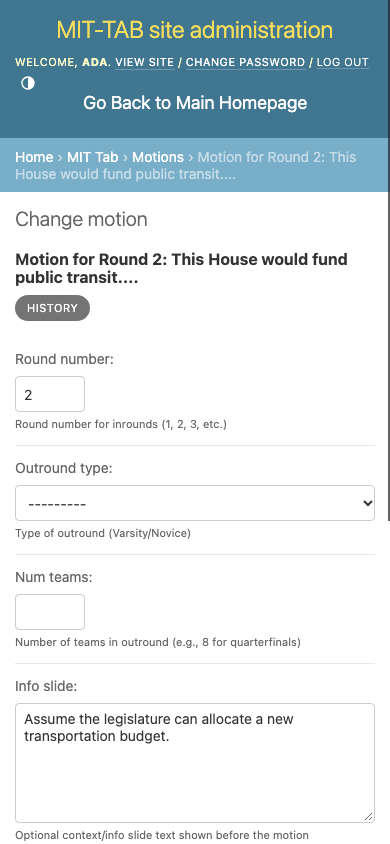 MIT-TAB site administration
WELCOME, ADA. VIEW SITE / CHANGE PASSWORD / LOG OUT
Go Back to Main Homepage
Home › MIT Tab › Motions › Motion for Round 2: This
House would fund public transit....
Change motion
Motion for Round 2: This House would fund
public transit....
HISTORY
Round number:
2
Round number for inrounds (1, 2, 3, etc.)
Outround type:
---------
Type of outround (Varsity/Novice)
Num teams:
Number of teams in outround (e.g., 8 for quarterfinals)
Info slide:
Assume the legislature can allocate a new
transportation budget.
Optional context/info slide text shown before the motion